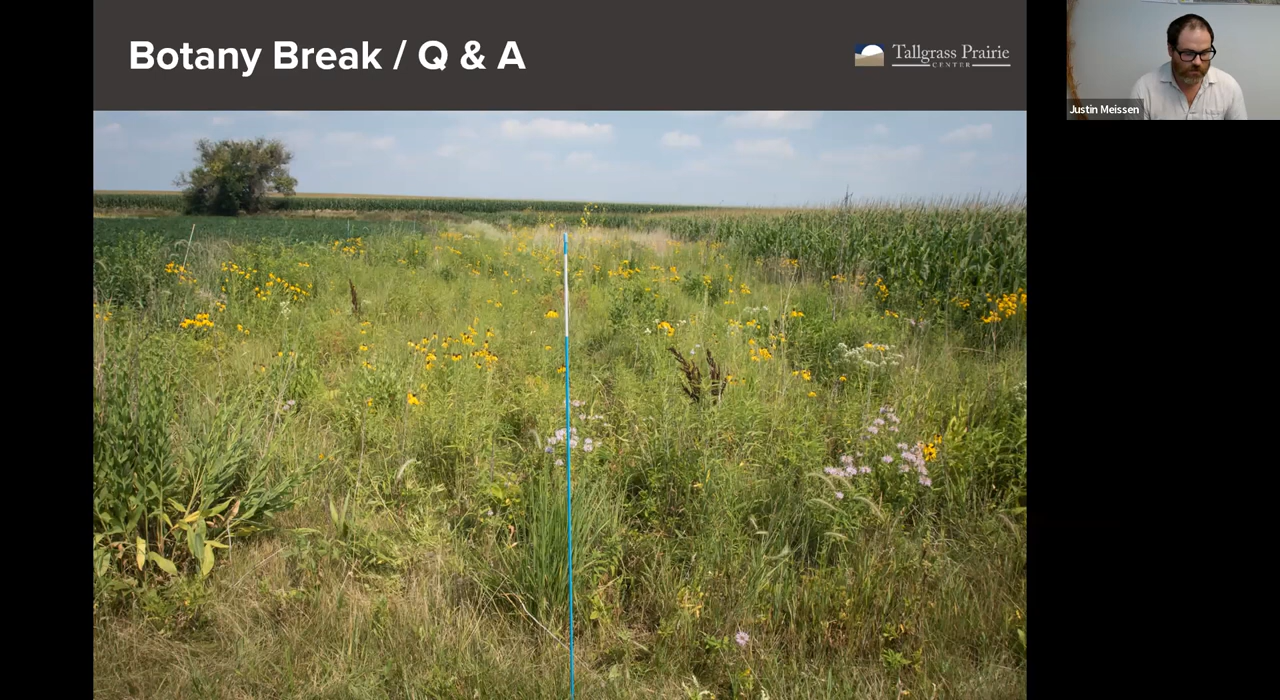 Botany Break / Q & A
Tallgrass Prairie
CENTER
Justin Meissen